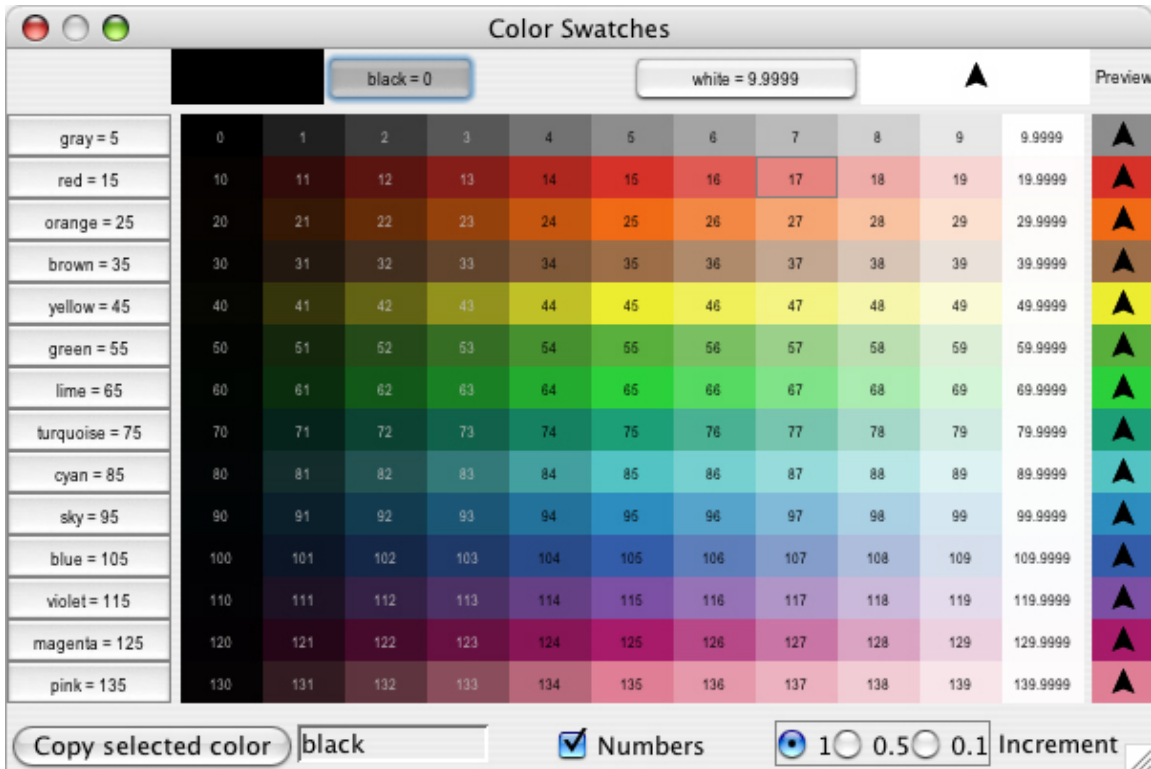 Color Swatches
black = 0 white = 9.9999 Preview
gray = 5 0 1 2 3 4 5 6 7 8 9 9.9999
red = 15 10 11 12 13 14 15 16 17 18 19 19.9999
orange = 25 20 21 22 23 24 25 26 27 28 29 29.9999
brown = 35 30 31 32 33 34 35 36 37 38 39 39.9999
yellow = 45 40 41 42 43 44 45 46 47 48 49 49.9999
green = 55 50 51 52 53 54 55 56 57 58 59 59.9999
lime = 65 60 61 62 63 64 65 66 67 68 69 69.9999
turquoise = 75 70 71 72 73 74 75 76 77 78 79 79.9999
cyan = 85 80 81 82 83 84 85 86 87 88 89 89.9999
sky = 95 90 91 92 93 94 95 96 97 98 99 99.9999
blue = 105 100 101 102 103 104 105 106 107 108 109 109.9999
violet = 115 110 111 112 113 114 115 116 117 118 119 119.9999
magenta = 125 120 121 122 123 124 125 126 127 128 129 129.9999
pink = 135 130 131 132 133 134 135 136 137 138 139 139.9999
Copy selected color black Numbers 1 0.5 0.1 Increment